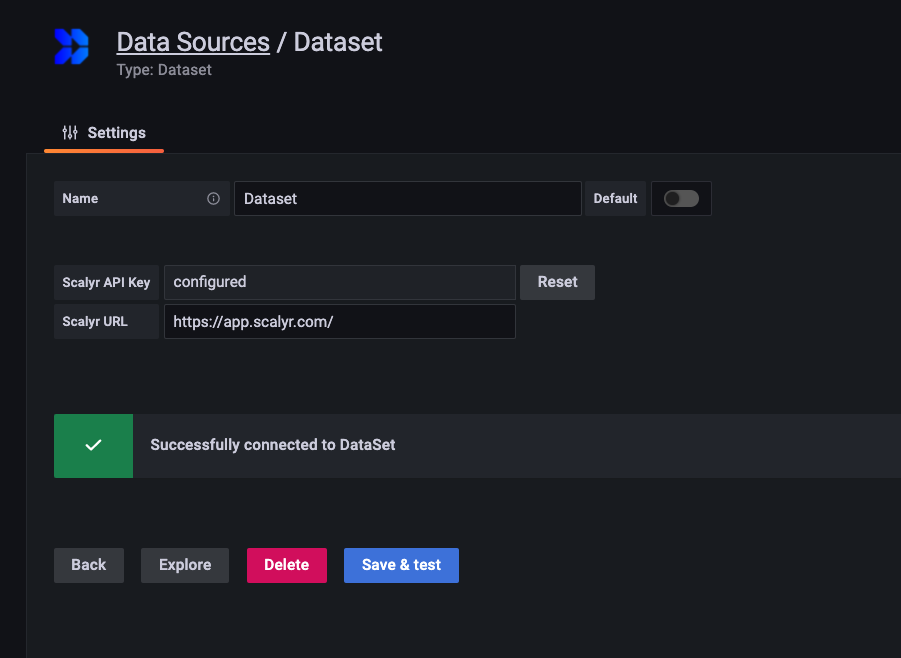 Data Sources / Dataset
Type: Dataset
Settings
Name Dataset Default
Scalyr API Key configured Reset
Scalyr URL https://app.scalyr.com/
Successfully connected to DataSet
Back Explore Delete Save & test